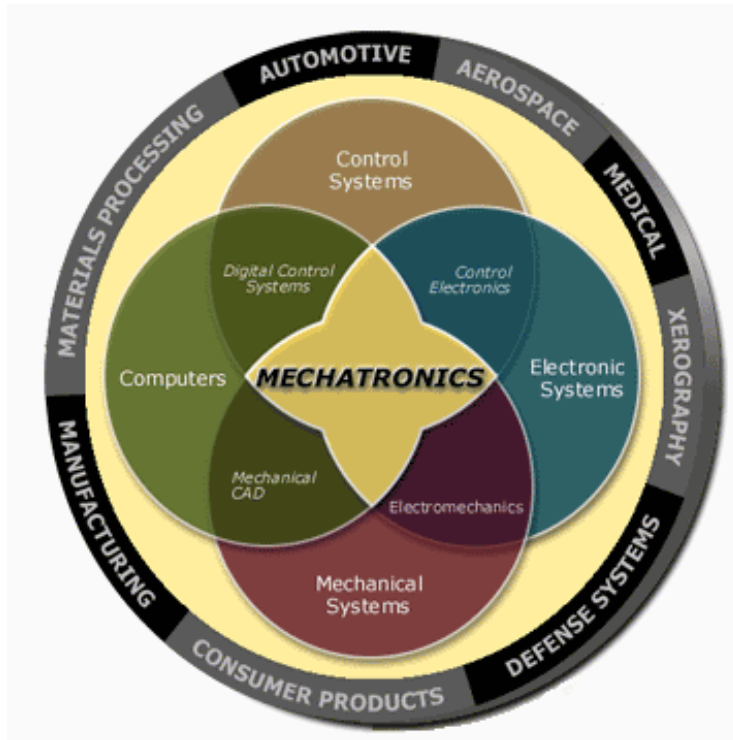 AUTOMOTIVE
AEROSPACE
MEDICAL
XEROGRAPHY
DEFENSE SYSTEMS
CONSUMER PRODUCTS
MANUFACTURING
MATERIALS PROCESSING
Control
Systems
Digital Control
Systems
Control
Electronics
Computers
MECHATRONICS
Electronic
Systems
Mechanical
CAD
Electromechanics
Mechanical
Systems